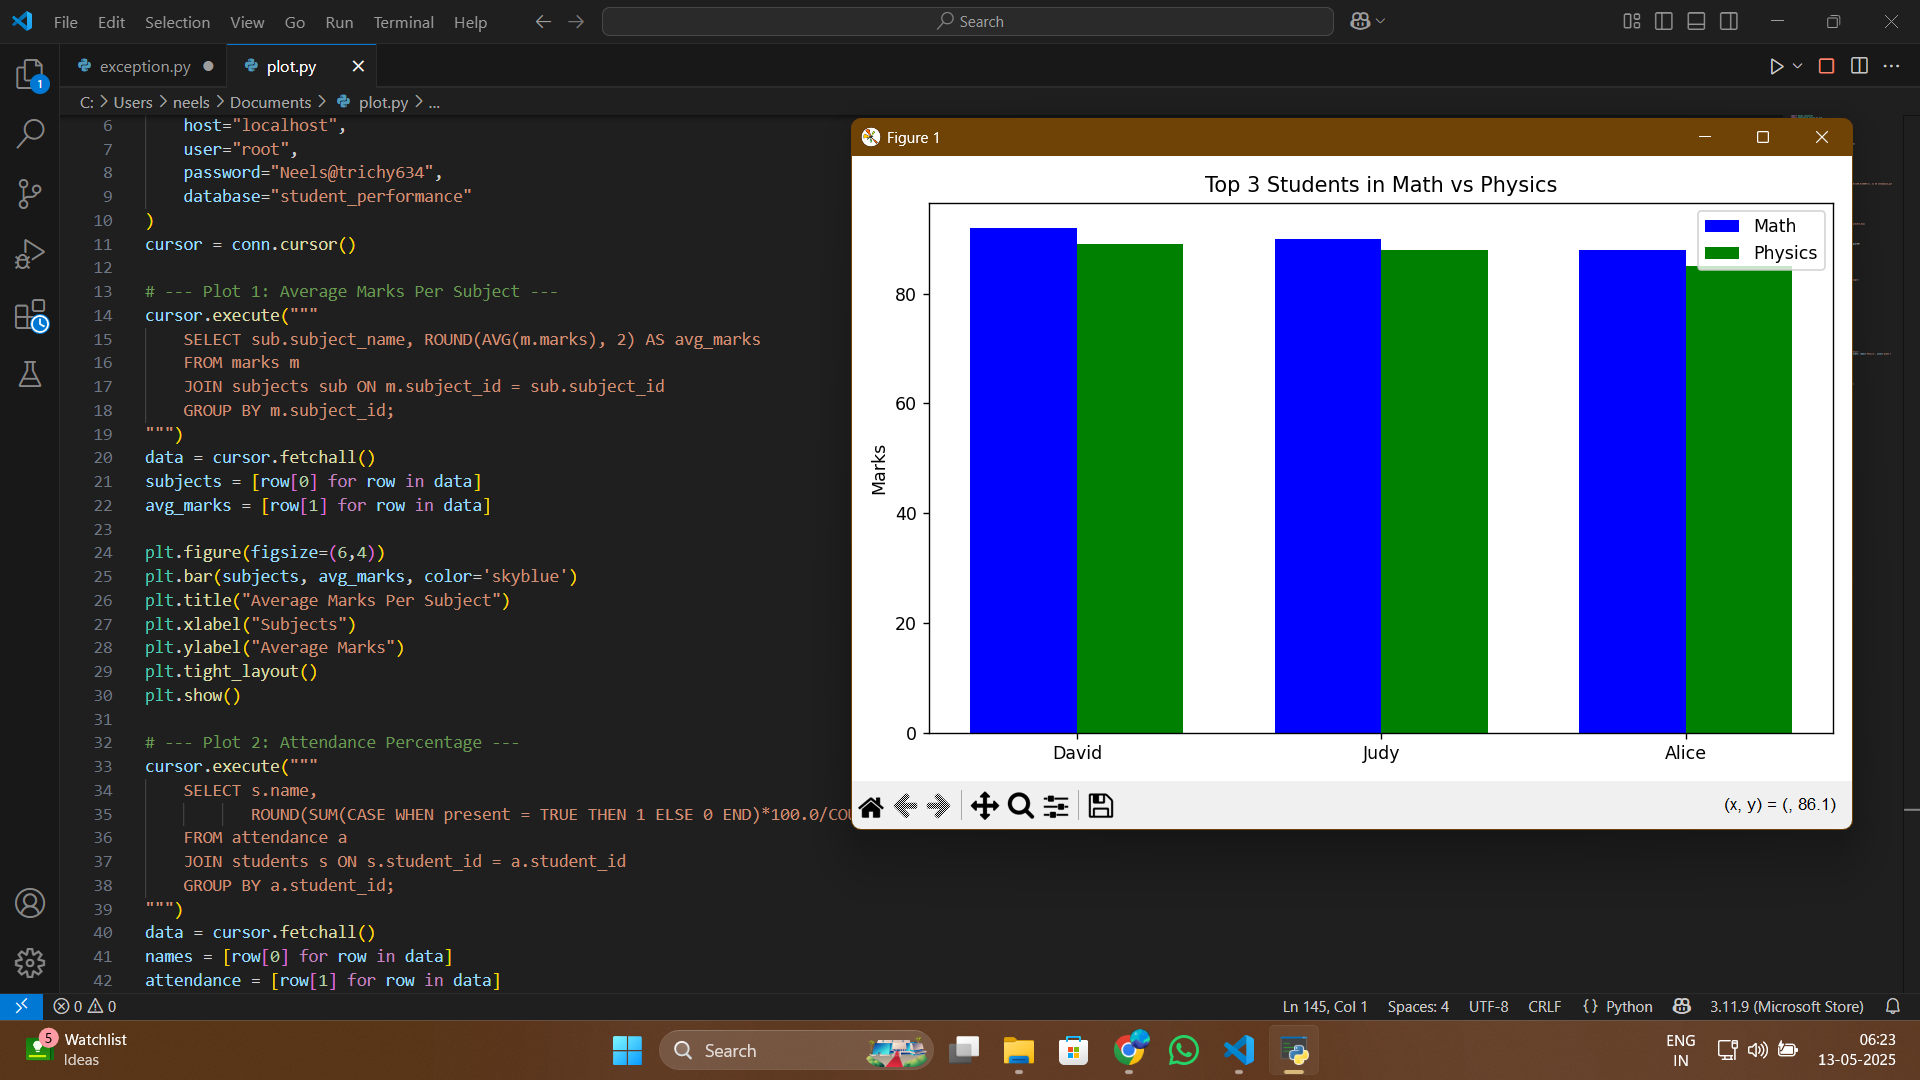 File Edit Selection View Go Run Terminal Help
Search
exception.py
plot.py
C: > Users > neels > Documents > plot.py > ...
6 host="localhost",
7 user="root",
8 password="Neels@trichy634",
9 database="student_performance"
10 )
11 cursor = conn.cursor()
12
13 # --- Plot 1: Average Marks Per Subject ---
14 cursor.execute("""
15 SELECT sub.subject_name, ROUND(AVG(m.marks), 2) AS avg_marks
16 FROM marks m
17 JOIN subjects sub ON m.subject_id = sub.subject_id
18 GROUP BY m.subject_id;
19 """)
20 data = cursor.fetchall()
21 subjects = [row[0] for row in data]
22 avg_marks = [row[1] for row in data]
23
24 plt.figure(figsize=(6,4))
25 plt.bar(subjects, avg_marks, color='skyblue')
26 plt.title("Average Marks Per Subject")
27 plt.xlabel("Subjects")
28 plt.ylabel("Average Marks")
29 plt.tight_layout()
30 plt.show()
31
32 # --- Plot 2: Attendance Percentage ---
33 cursor.execute("""
34 SELECT s.name,
35 ROUND(SUM(CASE WHEN present = TRUE THEN 1 ELSE 0 END)*100.0/COU
36 FROM attendance a
37 JOIN students s ON s.student_id = a.student_id
38 GROUP BY a.student_id;
39 """)
40 data = cursor.fetchall()
41 names = [row[0] for row in data]
42 attendance = [row[1] for row in data]
Figure 1
Top 3 Students in Math vs Physics
Math
Physics
80
60
40
20
0
Marks
David Judy Alice
(x, y) = (, 86.1)
1
0 0
Ln 145, Col 1 Spaces: 4 UTF-8 CRLF {} Python 3.11.9 (Microsoft Store)
5
Watchlist
Ideas
Search
ENG
IN
06:23
13-05-2025